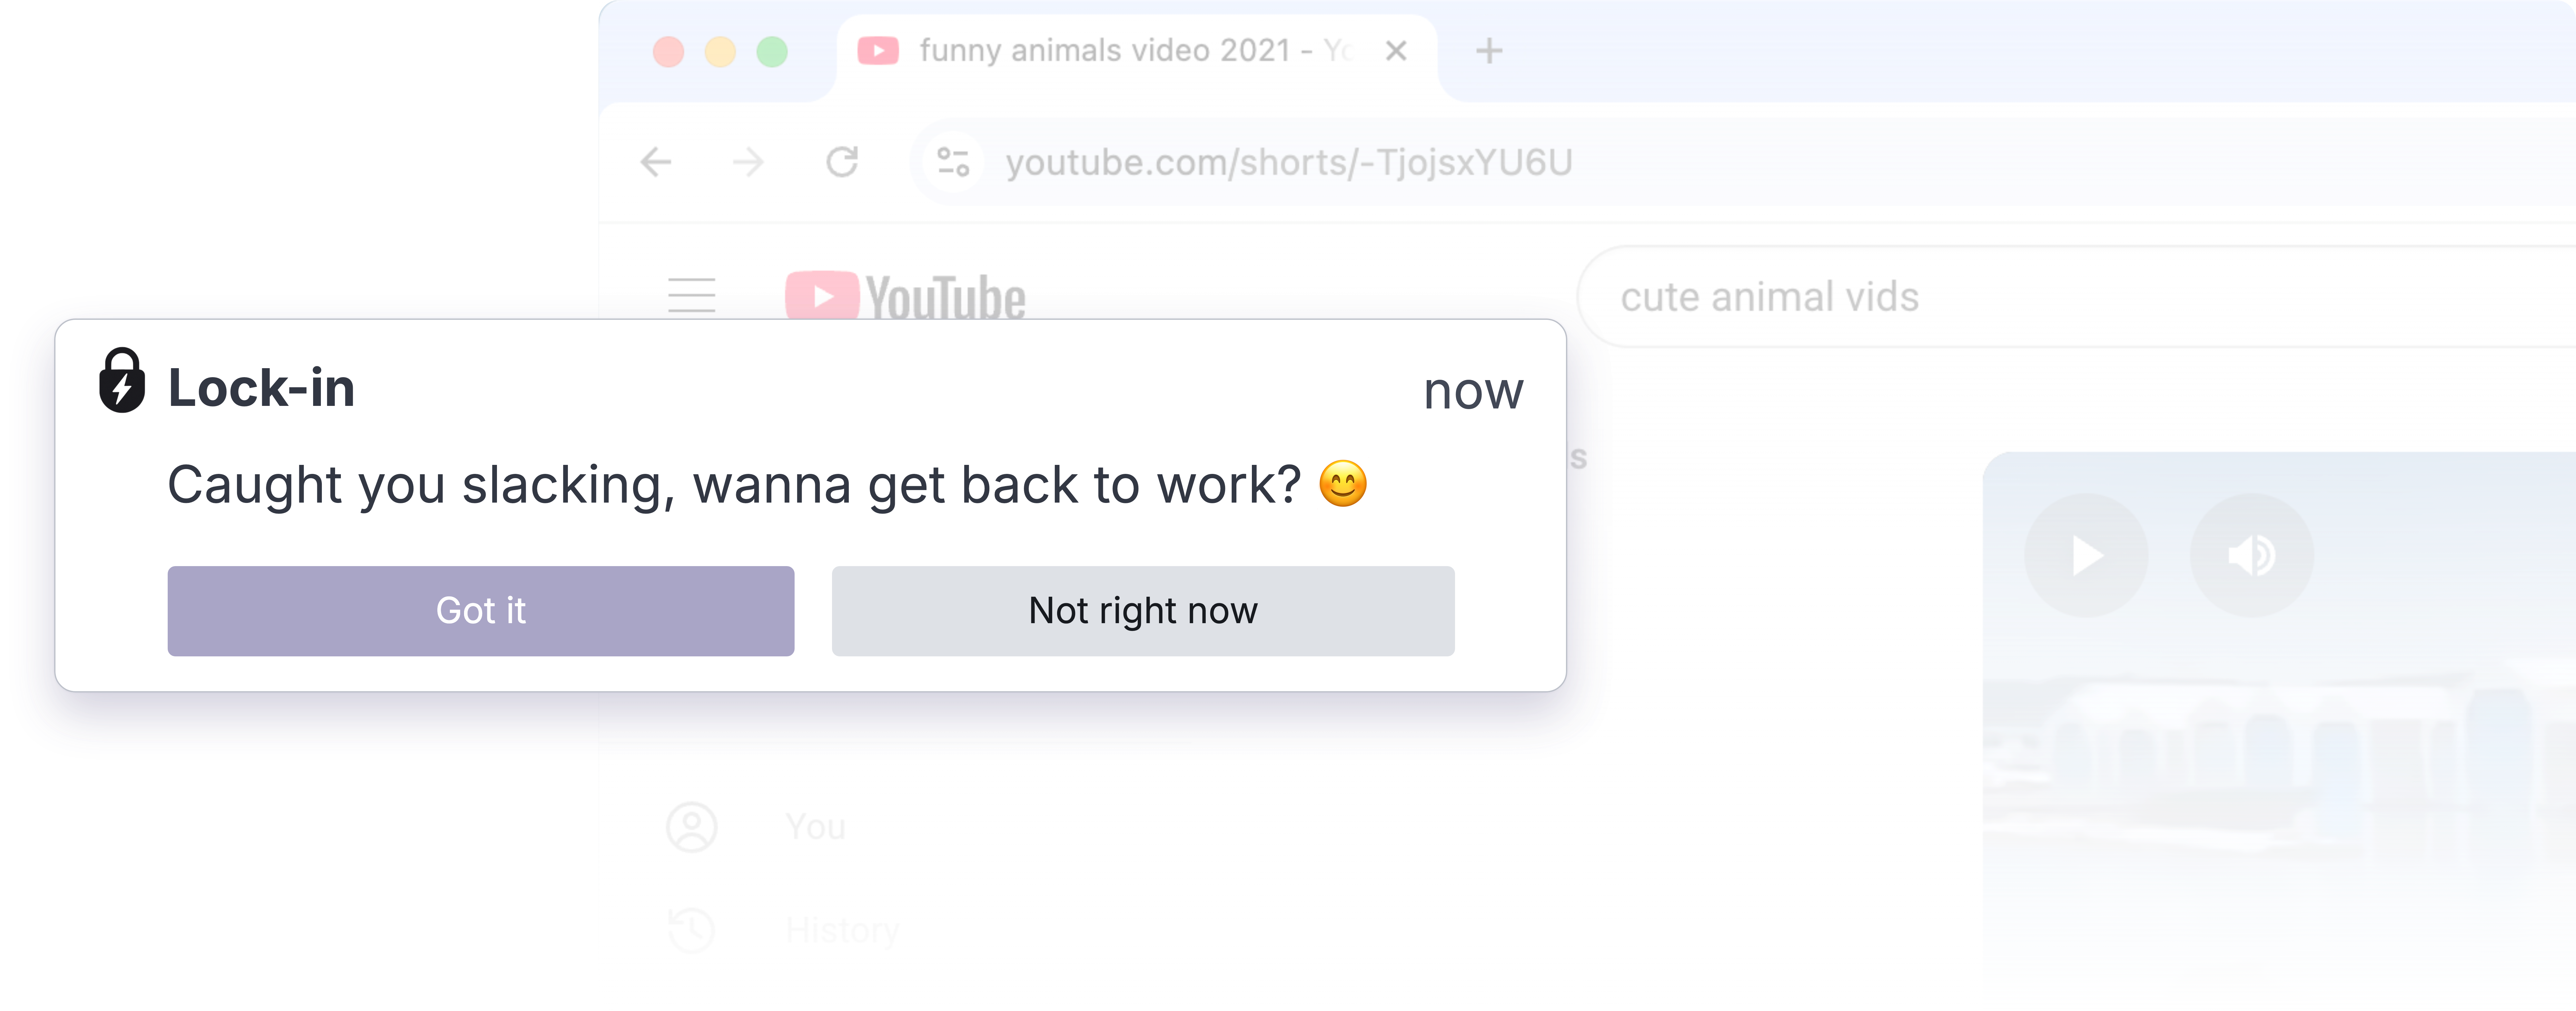 funny animals video 2021 - Yo
youtube.com/shorts/-TjojsxYU6U
YouTube
cute animal vids
Lock-in
now
s
Caught you slacking, wanna get back to work? 😊
Got it
Not right now
You
History